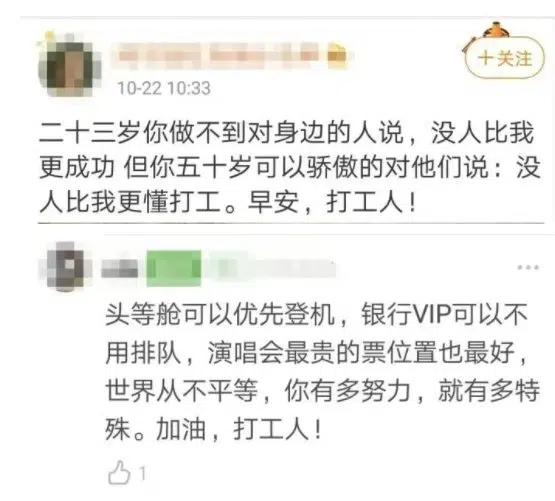 十关注
10-22 10:33
二十三岁你做不到对身边的人说，没人比我
更成功 但你五十岁可以骄傲的对他们说：没
人比我更懂打工。早安，打工人！
头等舱可以优先登机，银行VIP可以不
用排队，演唱会最贵的票位置也最好，
世界从不平等，你有多努力，就有多特
殊。加油，打工人！
1